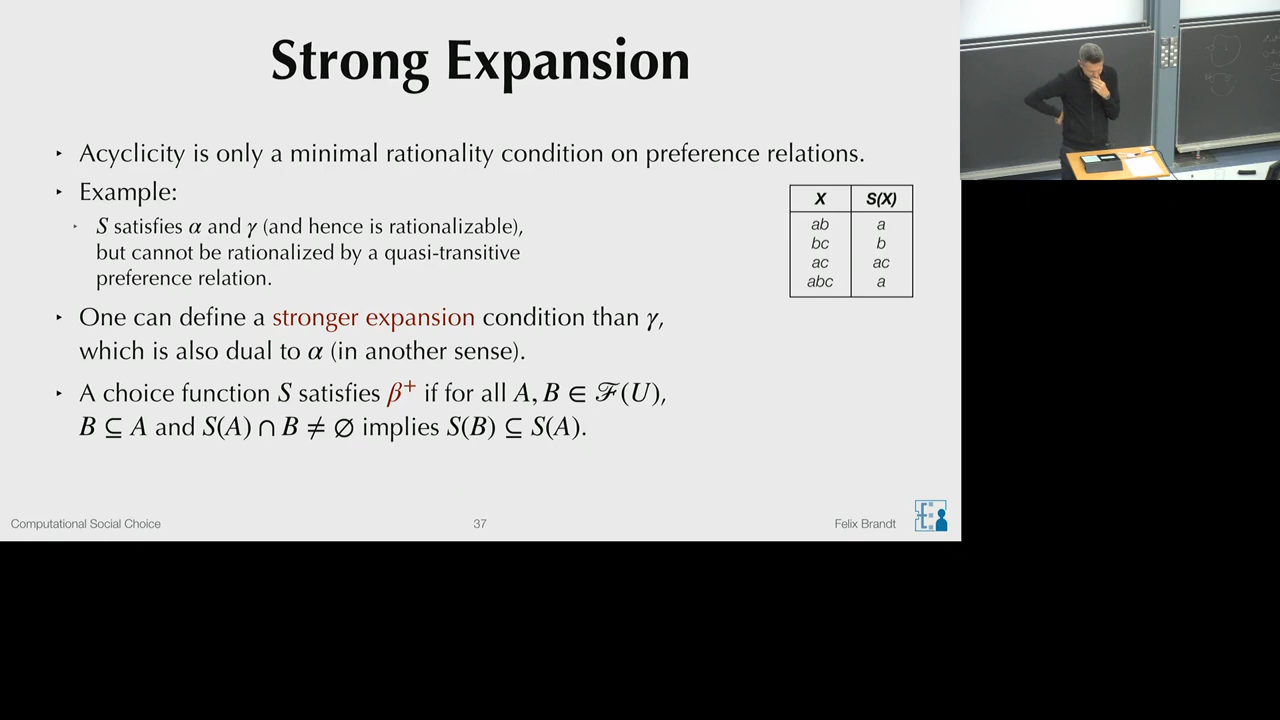 Strong Expansion
‣ Acyclicity is only a minimal rationality condition on preference relations.
‣ Example:
‣ S satisfies α and γ (and hence is rationalizable),
but cannot be rationalized by a quasi-transitive
preference relation.
X S(X)
ab a
bc b
ac ac
abc a
‣ One can define a stronger expansion condition than γ,
which is also dual to α (in another sense).
‣ A choice function S satisfies β⁺ if for all A, B ∈ ℱ(U),
B ⊆ A and S(A) ∩ B ≠ ∅ implies S(B) ⊆ S(A).
Computational Social Choice 37 Felix Brandt